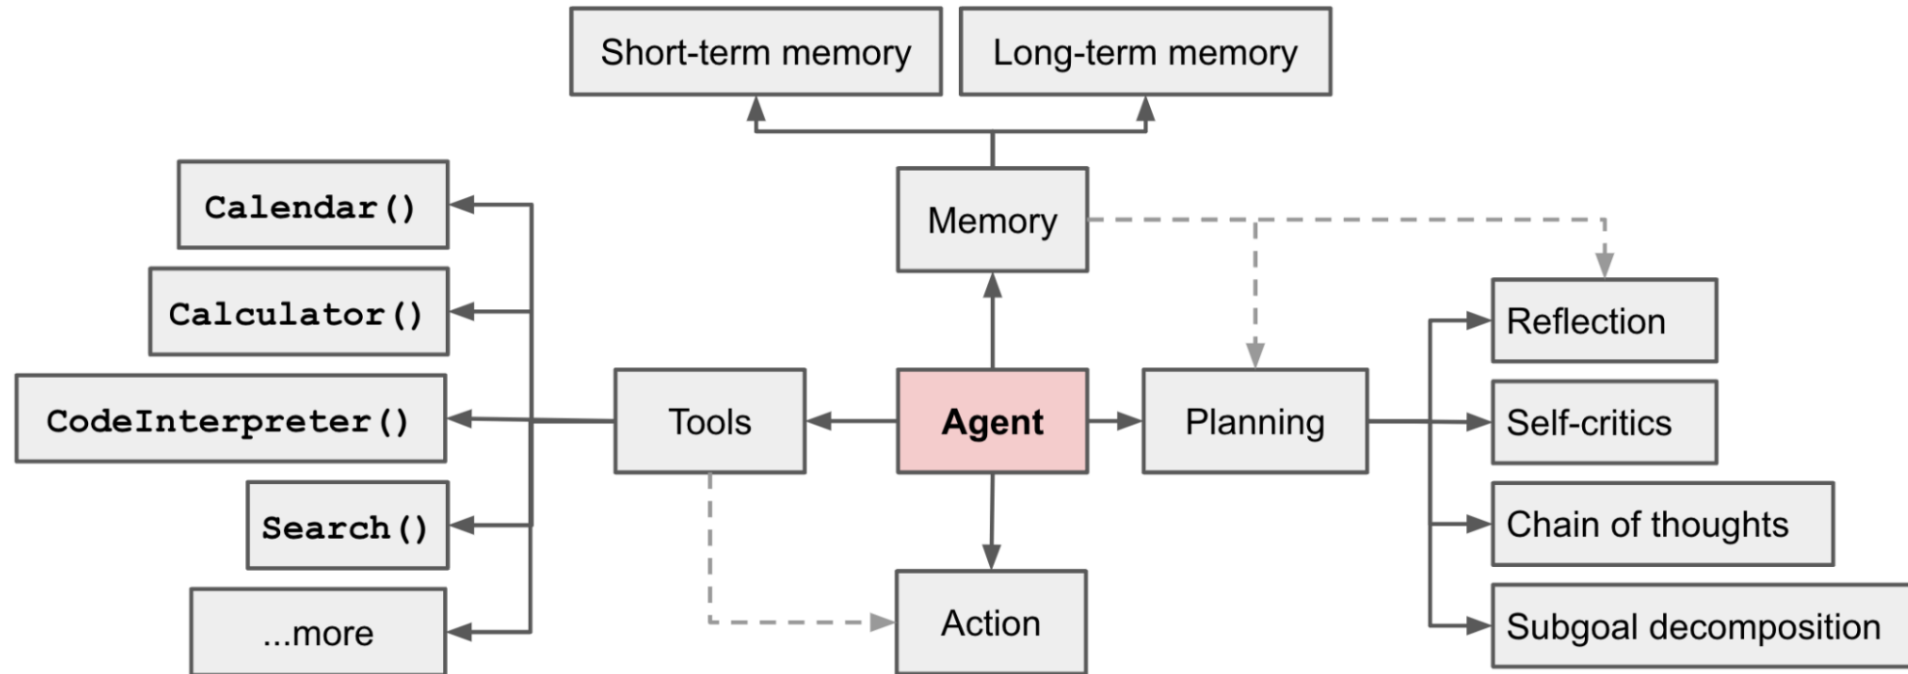 Short-term memory
Long-term memory
Calendar()
Memory
Calculator()
Reflection
CodeInterpreter()
Tools
Agent
Planning
Self-critics
Search()
Chain of thoughts
...more
Action
Subgoal decomposition